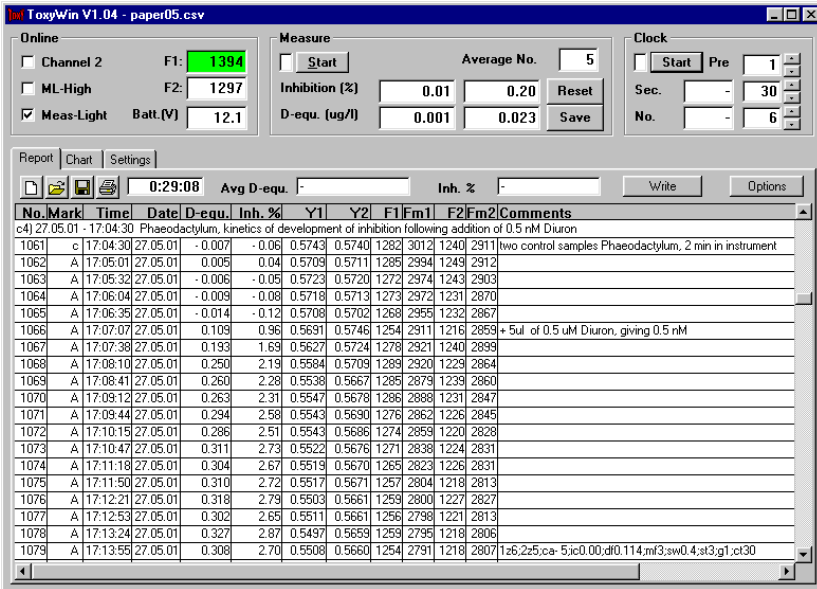 ToxyWin V1.04 - paper05.csv
Online
Measure
Clock
Channel 2 F1: 1394
Start Average No. 5
Start Pre 1
ML-High F2: 1297
Inhibition (%) 0.01 0.20 Reset
Sec. - 30
Meas-Light Batt.(V) 12.1
D-equ. (ug/l) 0.001 0.023 Save
No. - 6
Report Chart Settings
0:29:08 Avg D-equ. - Inh. % - Write Options
No. Mark Time Date D-equ. Inh. % Y1 Y2 F1 Fm1 F2 Fm2 Comments
c4) 27.05.01 - 17:04:30 Phaeodactylum, kinetics of development of inhibition following addition of 0.5 nM Diuron
1061 c 17:04:30 27.05.01 - 0.007 - 0.06 0.5743 0.5740 1282 3012 1240 2911 two control samples Phaeodactylum, 2 min in instrument
1062 A 17:05:01 27.05.01 0.005 0.04 0.5709 0.5711 1285 2994 1249 2912
1063 A 17:05:32 27.05.01 - 0.006 - 0.05 0.5723 0.5720 1272 2974 1243 2903
1064 A 17:06:04 27.05.01 - 0.009 - 0.08 0.5718 0.5713 1273 2972 1231 2870
1065 A 17:06:35 27.05.01 - 0.014 - 0.12 0.5708 0.5702 1268 2955 1232 2867
1066 A 17:07:07 27.05.01 0.109 0.96 0.5691 0.5746 1254 2911 1216 2859 + 5ul of 0.5 uM Diuron, giving 0.5 nM
1067 A 17:07:38 27.05.01 0.193 1.69 0.5627 0.5724 1278 2921 1240 2899
1068 A 17:08:10 27.05.01 0.250 2.19 0.5584 0.5709 1289 2920 1229 2864
1069 A 17:08:41 27.05.01 0.260 2.28 0.5538 0.5667 1285 2879 1239 2860
1070 A 17:09:12 27.05.01 0.263 2.31 0.5547 0.5678 1286 2888 1231 2847
1071 A 17:09:44 27.05.01 0.294 2.58 0.5543 0.5690 1276 2862 1226 2845
1072 A 17:10:15 27.05.01 0.286 2.51 0.5543 0.5686 1274 2859 1220 2828
1073 A 17:10:47 27.05.01 0.311 2.73 0.5522 0.5676 1271 2838 1224 2831
1074 A 17:11:18 27.05.01 0.304 2.67 0.5519 0.5670 1265 2823 1226 2831
1075 A 17:11:50 27.05.01 0.310 2.72 0.5517 0.5671 1257 2804 1218 2813
1076 A 17:12:21 27.05.01 0.318 2.79 0.5503 0.5661 1259 2800 1227 2827
1077 A 17:12:53 27.05.01 0.302 2.65 0.5511 0.5661 1256 2798 1221 2813
1078 A 17:13:24 27.05.01 0.327 2.87 0.5497 0.5659 1259 2795 1218 2806
1079 A 17:13:55 27.05.01 0.308 2.70 0.5508 0.5660 1254 2791 1218 2807 1z6;2z5;ca- 5;ic0.00;df0.114;mf3;sw0.4;st3;g1;ct30